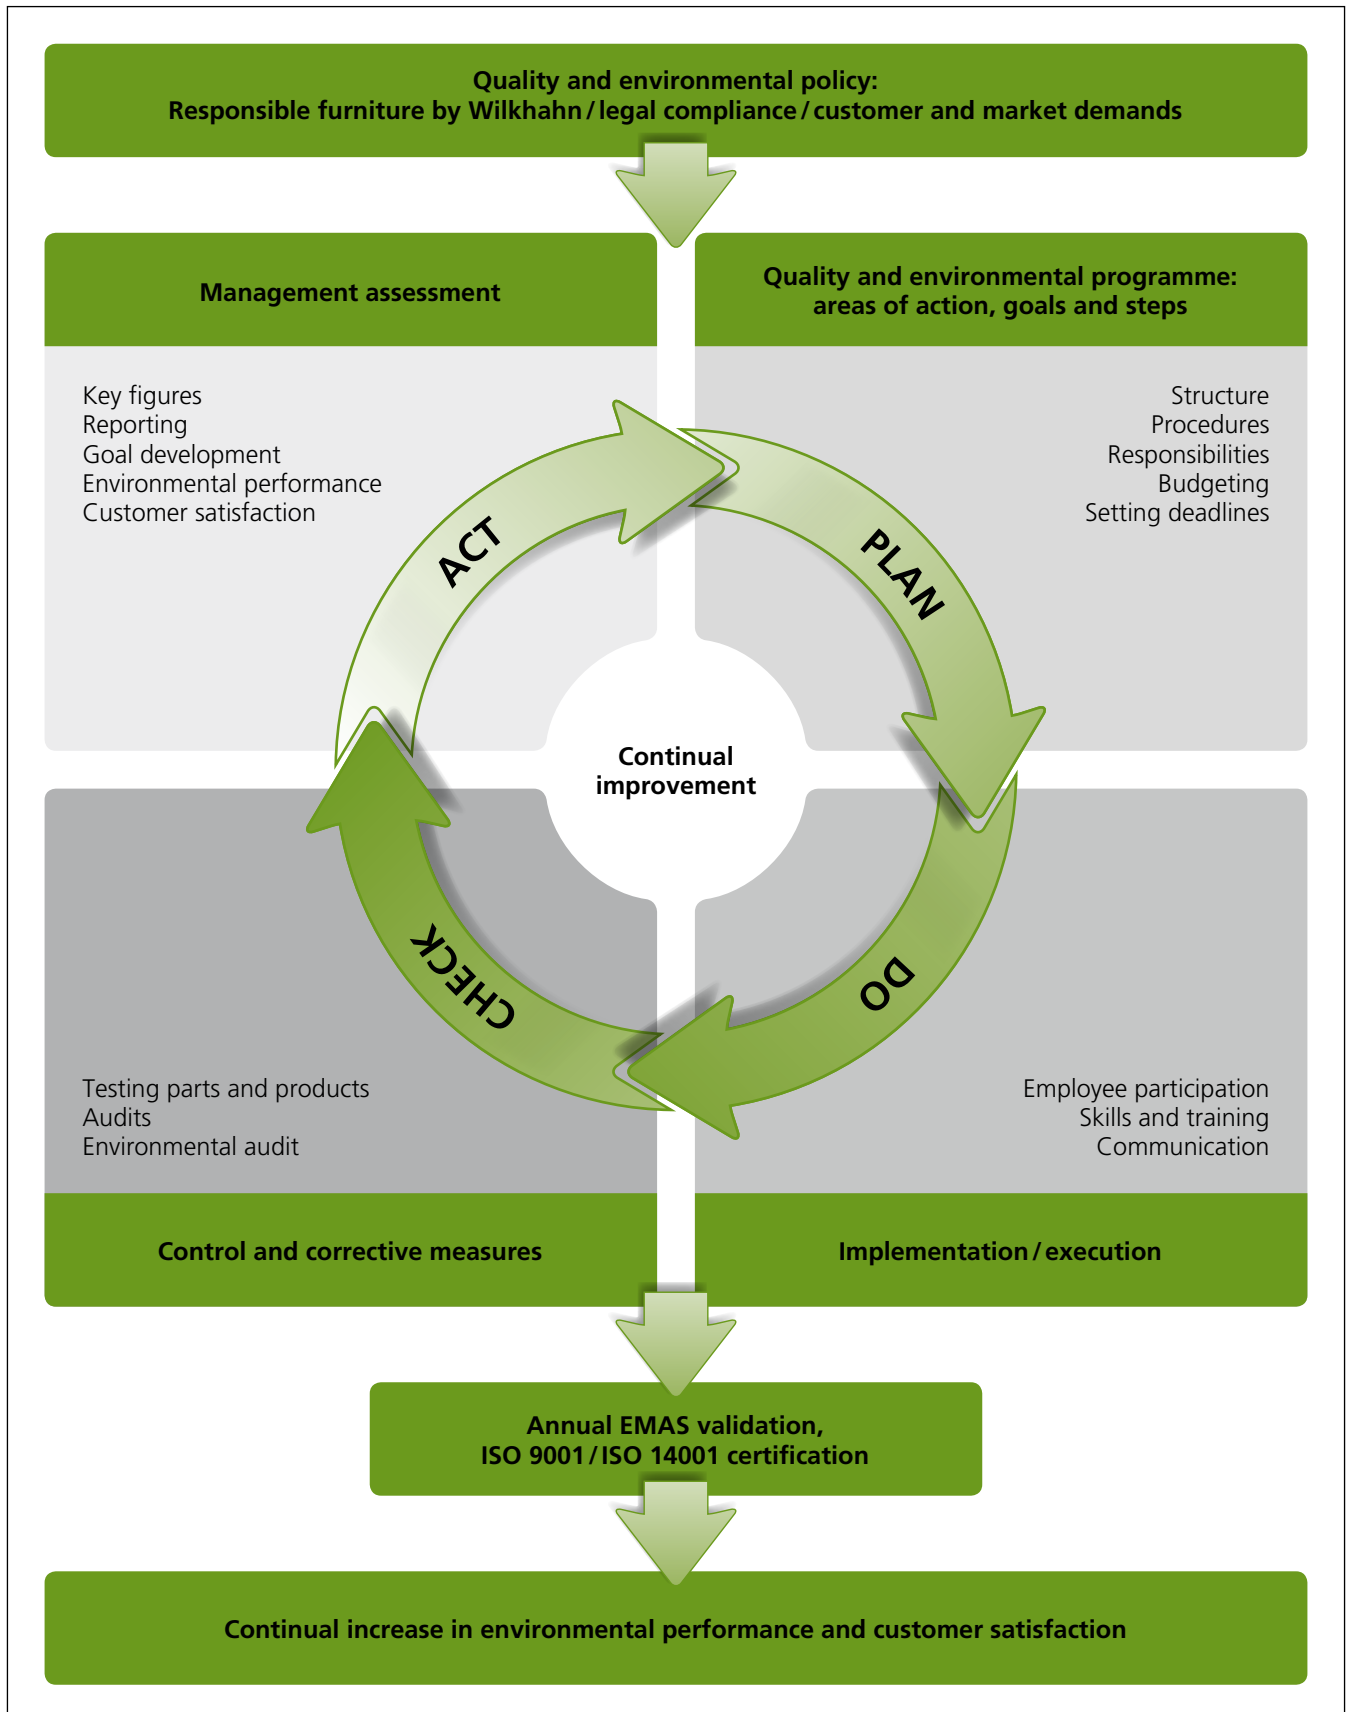 Quality and environmental policy:
Responsible furniture by Wilkhahn / legal compliance / customer and market demands
Management assessment
Key figures
Reporting
Goal development
Environmental performance
Customer satisfaction
Quality and environmental programme:
areas of action, goals and steps
Structure
Procedures
Responsibilities
Budgeting
Setting deadlines
ACT
PLAN
Continual
improvement
CHECK
DO
Testing parts and products
Audits
Environmental audit
Control and corrective measures
Employee participation
Skills and training
Communication
Implementation / execution
Annual EMAS validation,
ISO 9001 / ISO 14001 certification
Continual increase in environmental performance and customer satisfaction